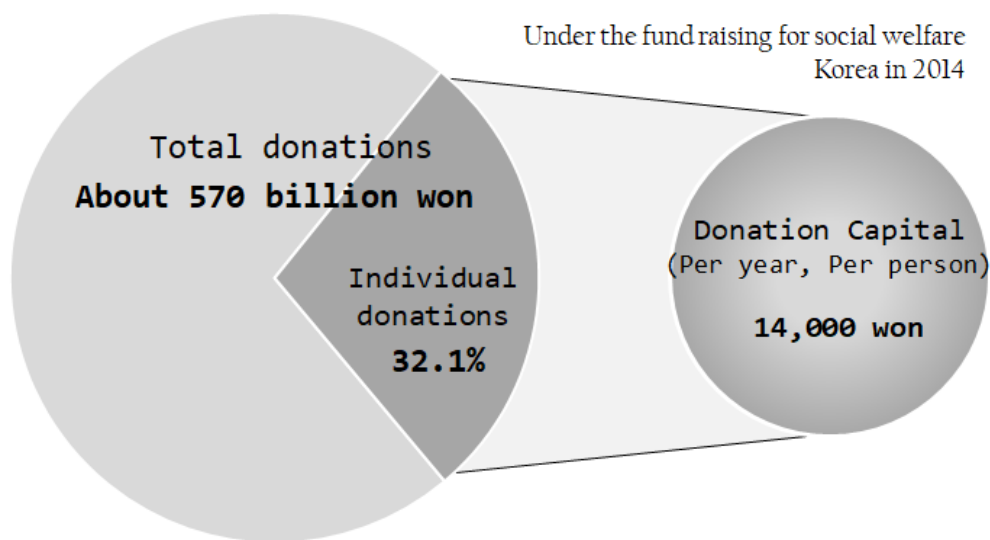 Under the fund raising for social welfare
Korea in 2014
Total donations
About 570 billion won
Individual
donations
32.1%
Donation Capital
(Per year, Per person)
14,000 won